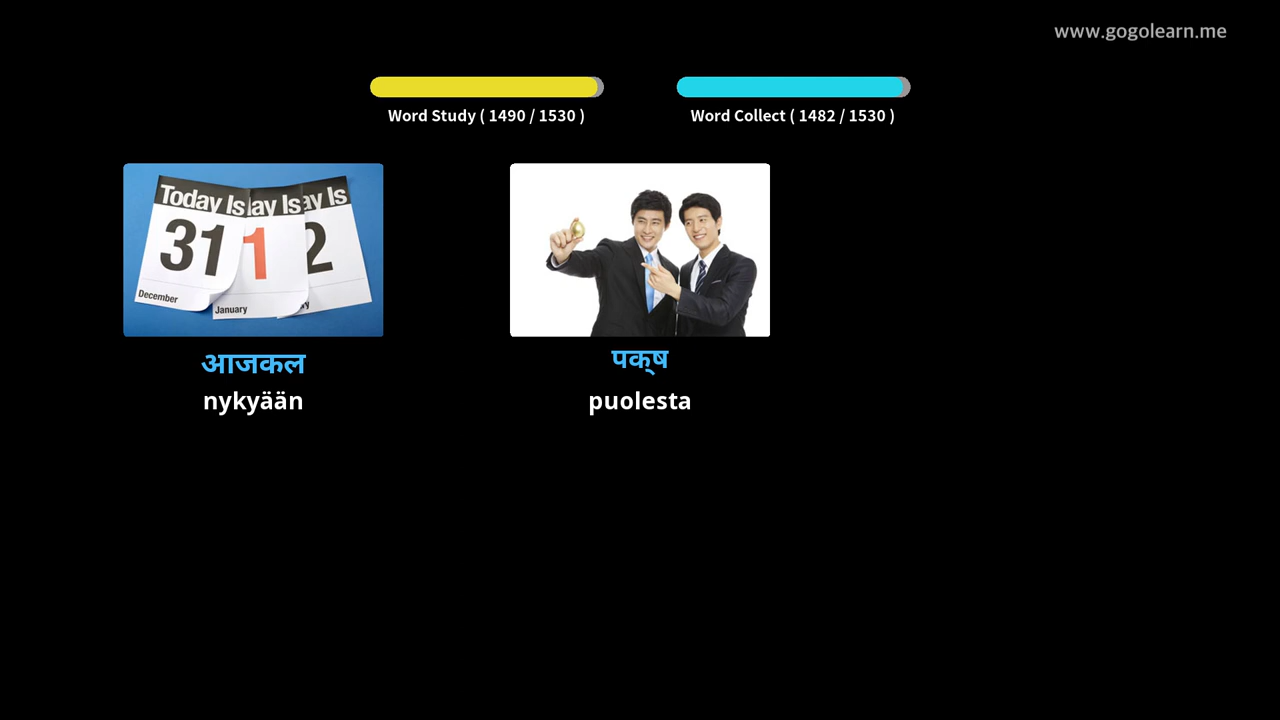 www.gogolearn.me
Word Study ( 1490 / 1530 )
Word Collect ( 1482 / 1530 )
Today Is
ay Is
ay Is
31
1
2
December
January
आजकल
पक्‌ष
nykyään
puolesta